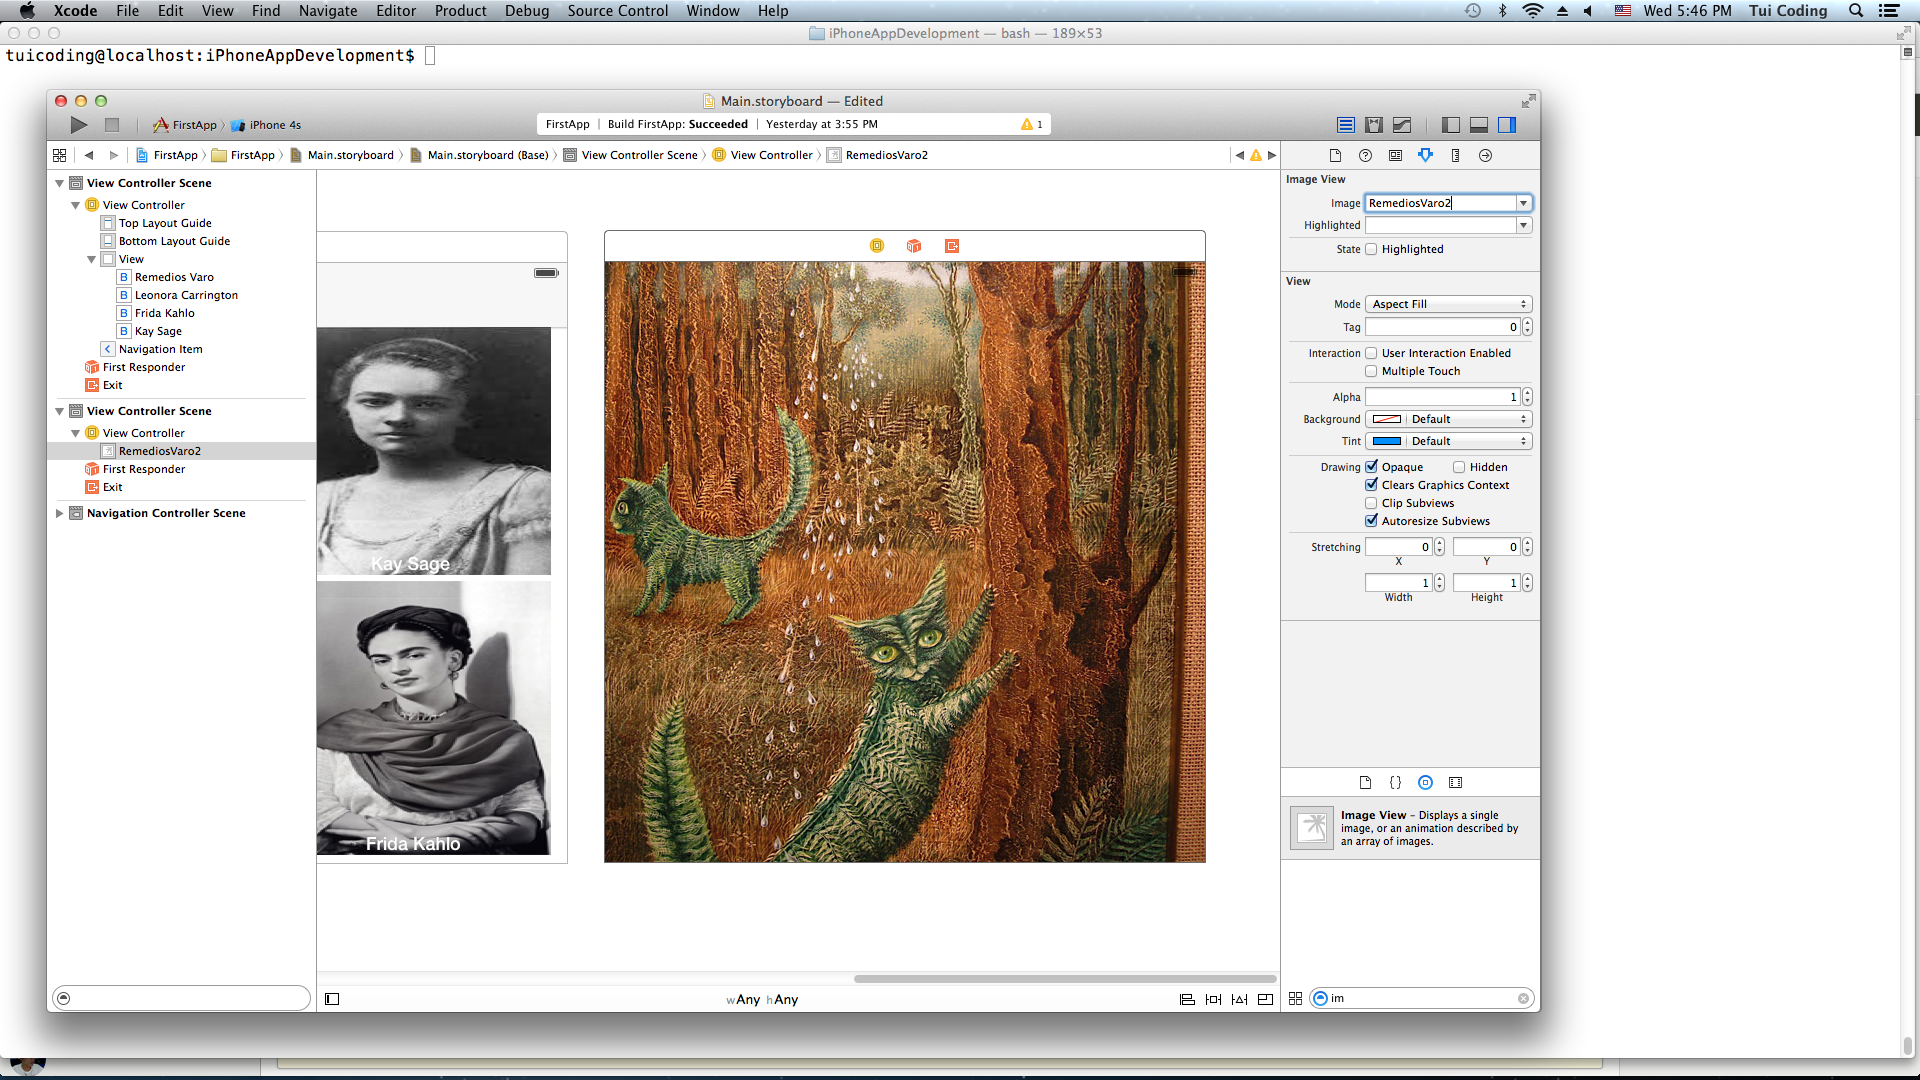 Xcode File Edit View Find Navigate Editor Product Debug Source Control Window Help Wed 5:46 PM Tui Coding
iPhoneAppDevelopment — bash — 189×53
tuicoding@localhost:iPhoneAppDevelopment$
Main.storyboard — Edited
FirstApp iPhone 4s
FirstApp | Build FirstApp: Succeeded | Yesterday at 3:55 PM 1
FirstApp FirstApp Main.storyboard Main.storyboard (Base) View Controller Scene View Controller RemediosVaro2
View Controller Scene
View Controller
Top Layout Guide
Bottom Layout Guide
View
B Remedios Varo
B Leonora Carrington
B Frida Kahlo
B Kay Sage
Navigation Item
First Responder
Exit
View Controller Scene
View Controller
RemediosVaro2
First Responder
Exit
Navigation Controller Scene
Kay Sage
Frida Kahlo
wAny hAny
Image View
Image RemediosVaro2
Highlighted
State Highlighted
View
Mode Aspect Fill
Tag 0
Interaction User Interaction Enabled
Multiple Touch
Alpha 1
Background Default
Tint Default
Drawing Opaque Hidden
Clears Graphics Context
Clip Subviews
Autoresize Subviews
Stretching 0 0
X Y
1 1
Width Height
{}
Image View - Displays a single
image, or an animation described by
an array of images.
im